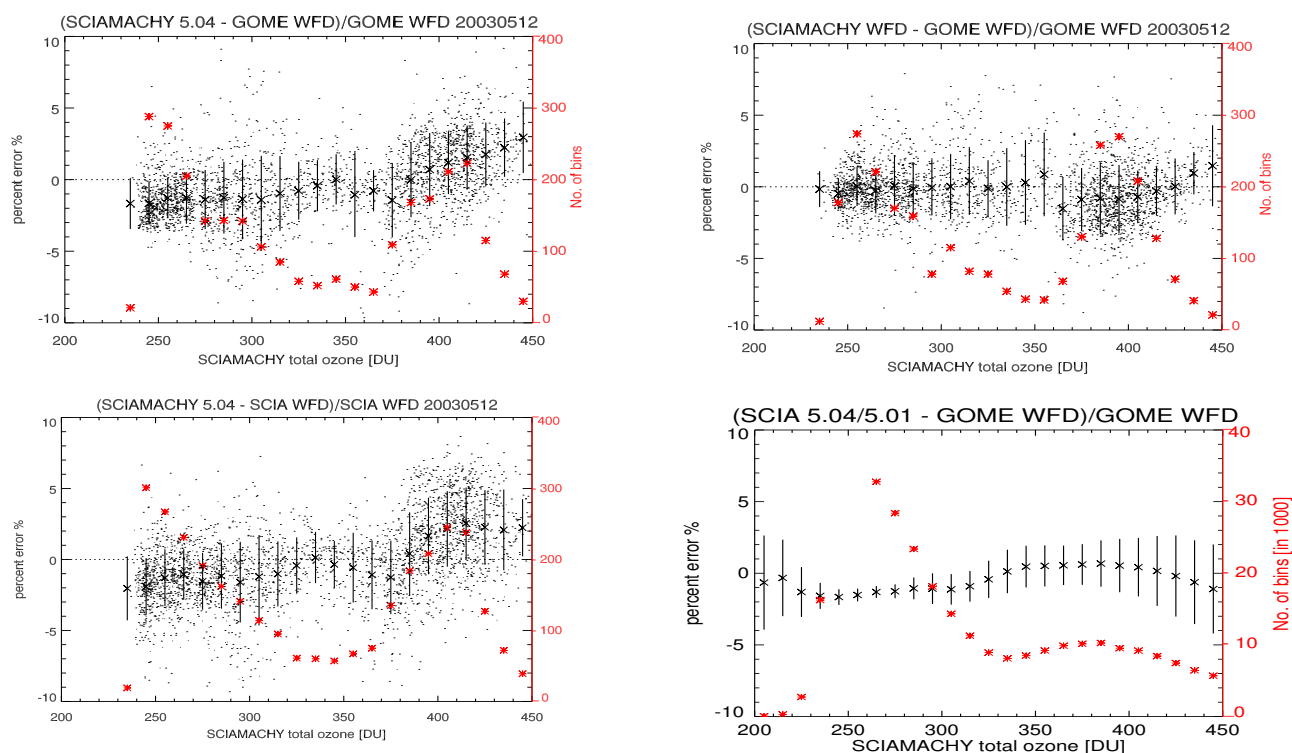 (SCIAMACHY 5.04 - GOME WFD)/GOME WFD 20030512
10
5
0
-5
-10
percent error %
400
300
200
100
0
No. of bins
200 250 300 350 400 450
SCIAMACHY total ozone [DU]
(SCIAMACHY WFD - GOME WFD)/GOME WFD 20030512
10
5
0
-5
-10
percent error %
400
300
200
100
0
No. of bins
200 250 300 350 400 450
SCIAMACHY total ozone [DU]
(SCIAMACHY 5.04 - SCIA WFD)/SCIA WFD 20030512
10
5
0
-5
-10
percent error %
400
300
200
100
0
No. of bins
200 250 300 350 400 450
SCIAMACHY total ozone [DU]
(SCIA 5.04/5.01 - GOME WFD)/GOME WFD
10
5
0
-5
-10
percent error %
40
30
20
10
0
No. of bins [in 1000]
200 250 300 350 400 450
SCIAMACHY total ozone [DU]